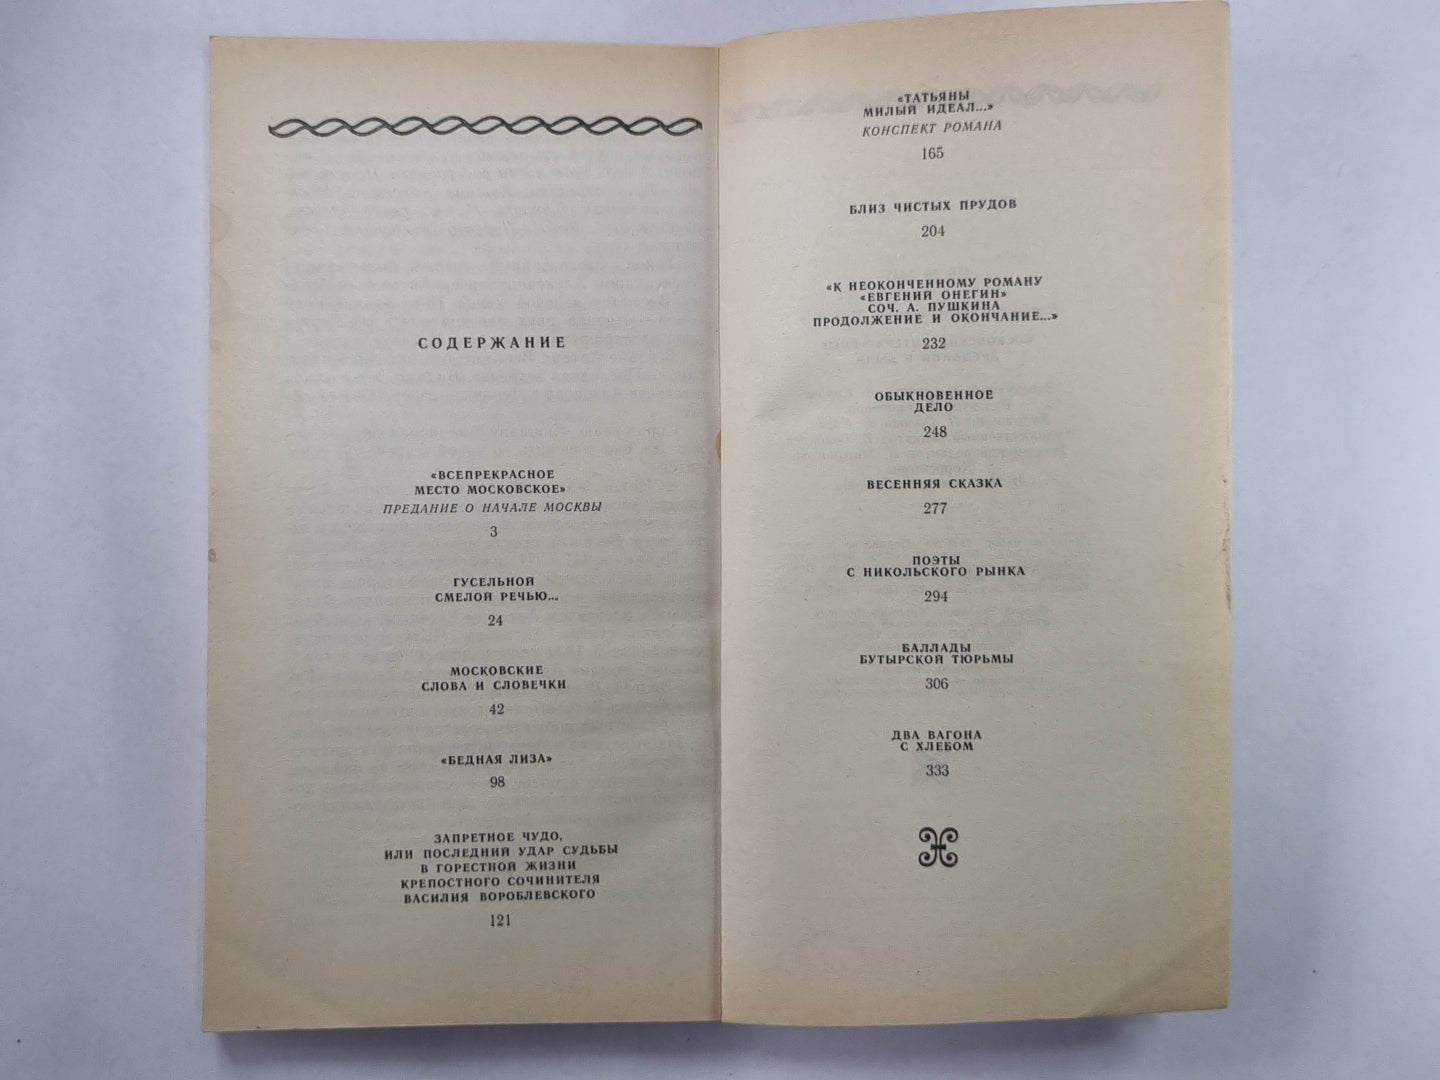 СОДЕРЖАНИЕ
«ВСЕПРЕКРАСНОЕ
МЕСТО МОСКОВСКОЕ»
ПРЕДАНИЕ О НАЧАЛЕ МОСКВЫ
3
ГУСЕЛЬНОЙ
СМЕЛОЙ РЕЧЬЮ...
24
МОСКОВСКИЕ
СЛОВА И СЛОВЕЧКИ
42
«БЕДНАЯ ЛИЗА»
98
ЗАПРЕТНОЕ ЧУДО,
ИЛИ ПОСЛЕДНИЙ УДАР СУДЬБЫ
В ГОРЕСТНОЙ ЖИЗНИ
КРЕПОСТНОГО СОЧИНИТЕЛЯ
ВАСИЛИЯ ВОРОБЛЕВСКОГО
121
«ТАТЬЯНЫ
МИЛЫЙ ИДЕАЛ...»
КОНСПЕКТ РОМАНА
165
БЛИЗ ЧИСТЫХ ПРУДОВ
204
«К НЕОКОНЧЕННОМУ РОМАНУ
«ЕВГЕНИЙ ОНЕГИН»
СОЧ. А. ПУШКИНА
ПРОДОЛЖЕНИЕ И ОКОНЧАНИЕ...»
232
ОБЫКНОВЕННОЕ
ДЕЛО
248
ВЕСЕННЯЯ СКАЗКА
277
ПОЭТЫ
С НИКОЛЬСКОГО РЫНКА
294
БАЛЛАДЫ
БУТЫРСКОЙ ТЮРЬМЫ
306
ДВА ВАГОНА
С ХЛЕБОМ
333